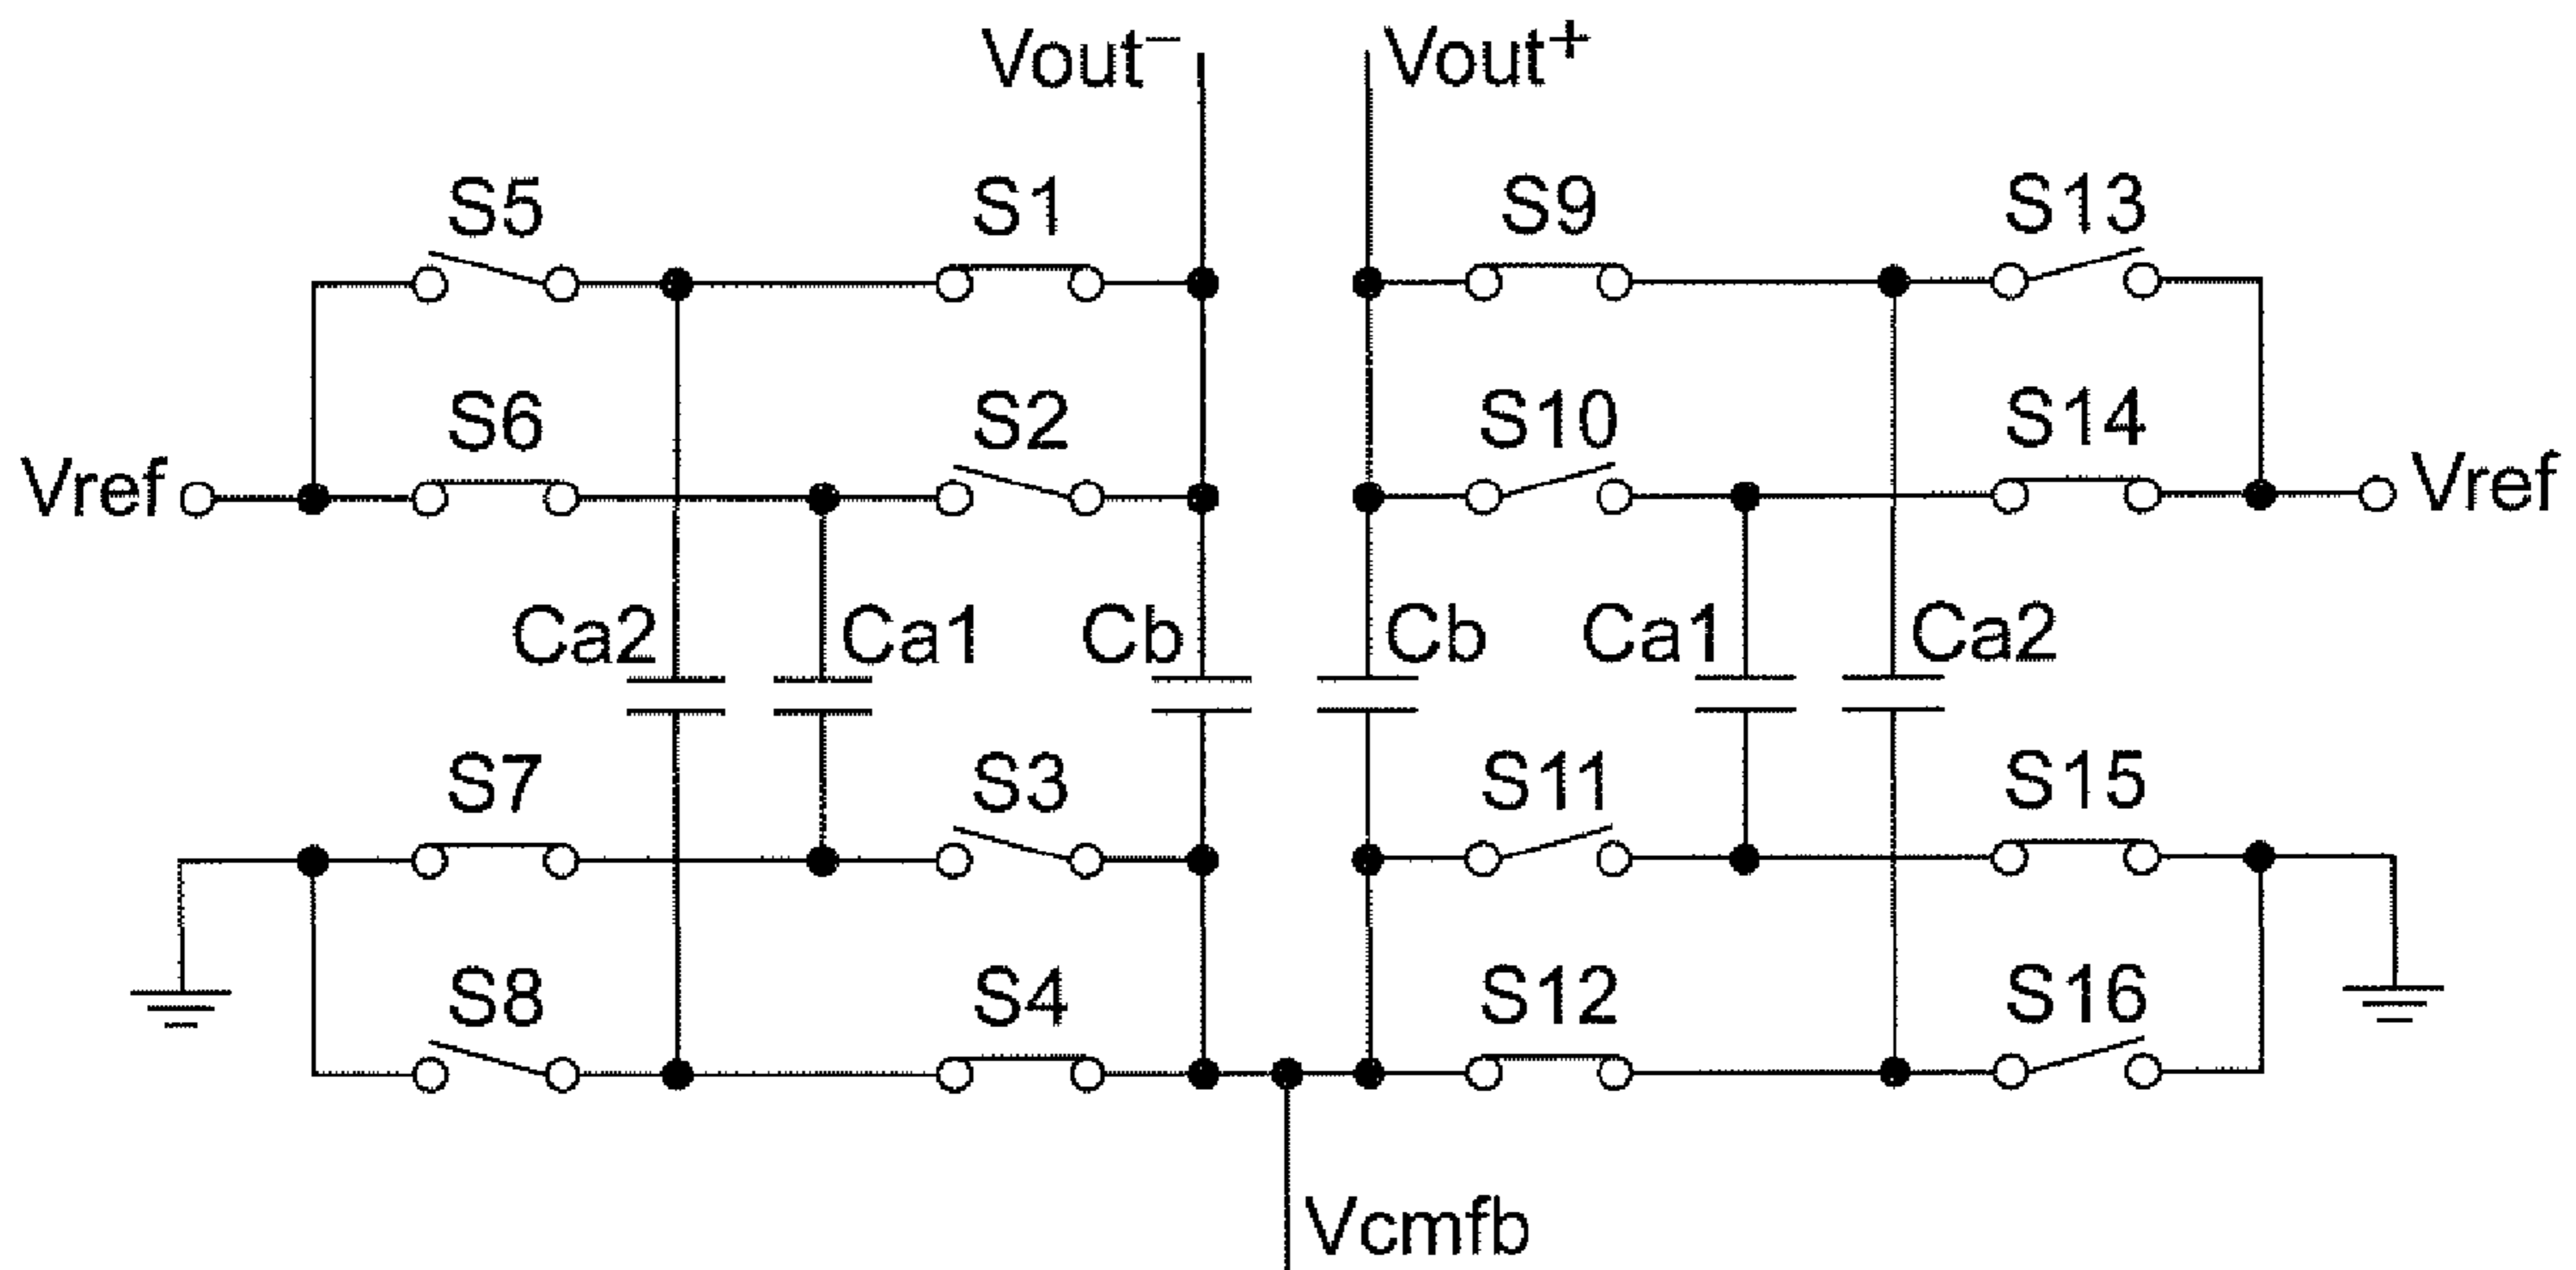 Vout⁻ Vout⁺
S5 S1 S9 S13
S6 S2 S10 S14
Vref Vref
Ca2 Ca1 Cb Cb Ca1 Ca2
S7 S3 S11 S15
S8 S4 S12 S16
Vcmfb